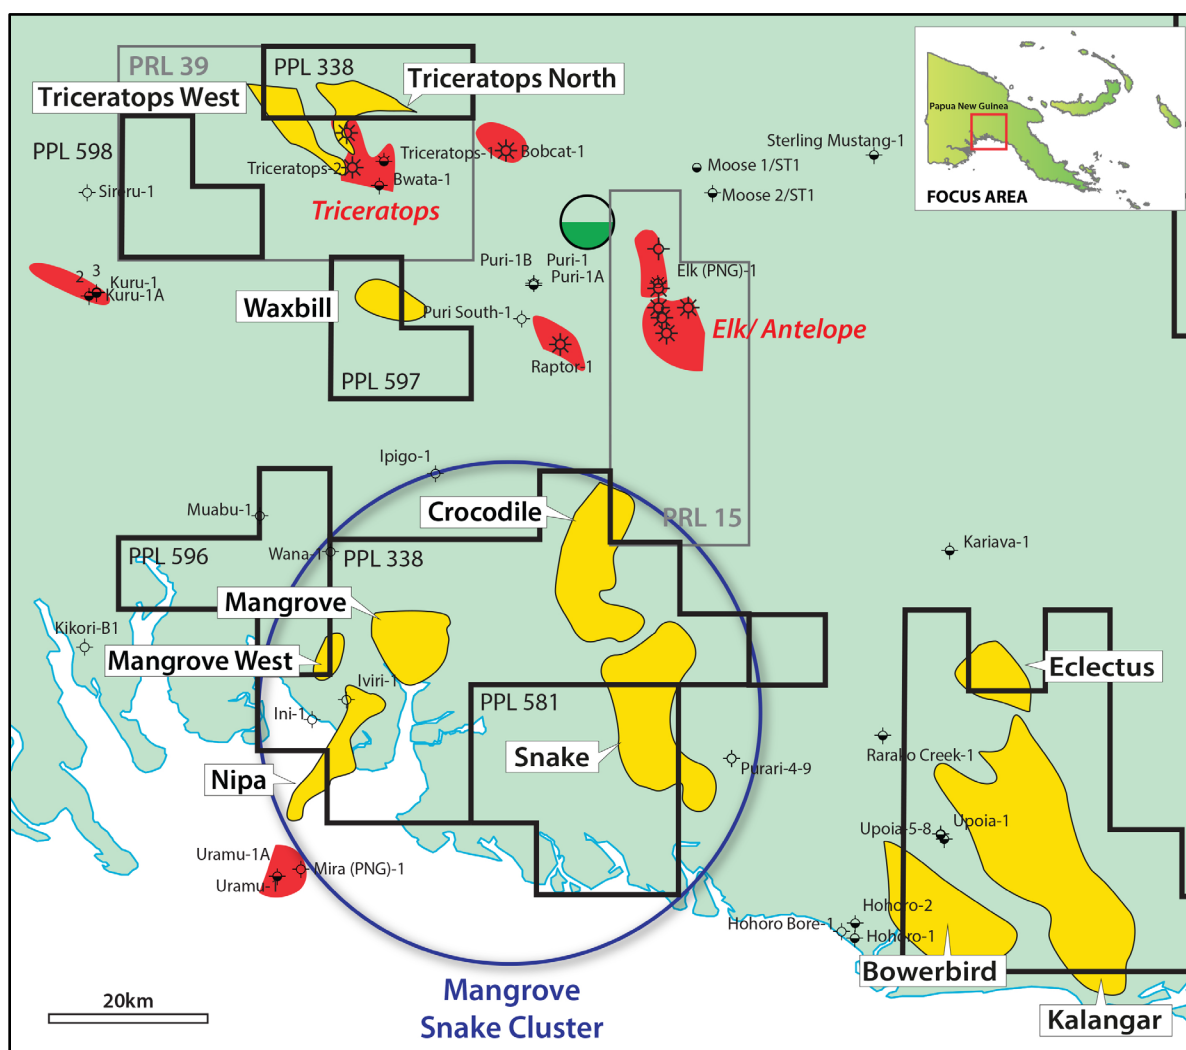 PRL 39
PPL 338
Triceratops North
Triceratops West
Papua New Guinea
FOCUS AREA
Sterling Mustang-1
PPL 598
Triceratops-1
Bobcat-1
Triceratops-2
Bwata-1
Moose 1/ST1
Moose 2/ST1
Sireru-1
Triceratops
Puri-1B
Puri-1
Puri-1A
Elk (PNG)-1
2
3
Kuru-1
Kuru-1A
Waxbill
Puri South-1
Elk/ Antelope
Raptor-1
PPL 597
Ipigo-1
Muabu-1
Crocodile
PRL 15
Kariava-1
PPL 596
Wana-1
PPL 338
Mangrove
Kikori-B1
Mangrove West
Iviri-1
Eclectus
PPL 581
Ini-1
Snake
Rarako Creek-1
Nipa
Purari-4-9
Upoia-5-8
Upoia-1
Uramu-1A
Mira (PNG)-1
Uramu-1
Hohoro-2
Hohoro Bore-1
Hohoro-1
Bowerbird
Mangrove
Snake Cluster
20km
Kalangar